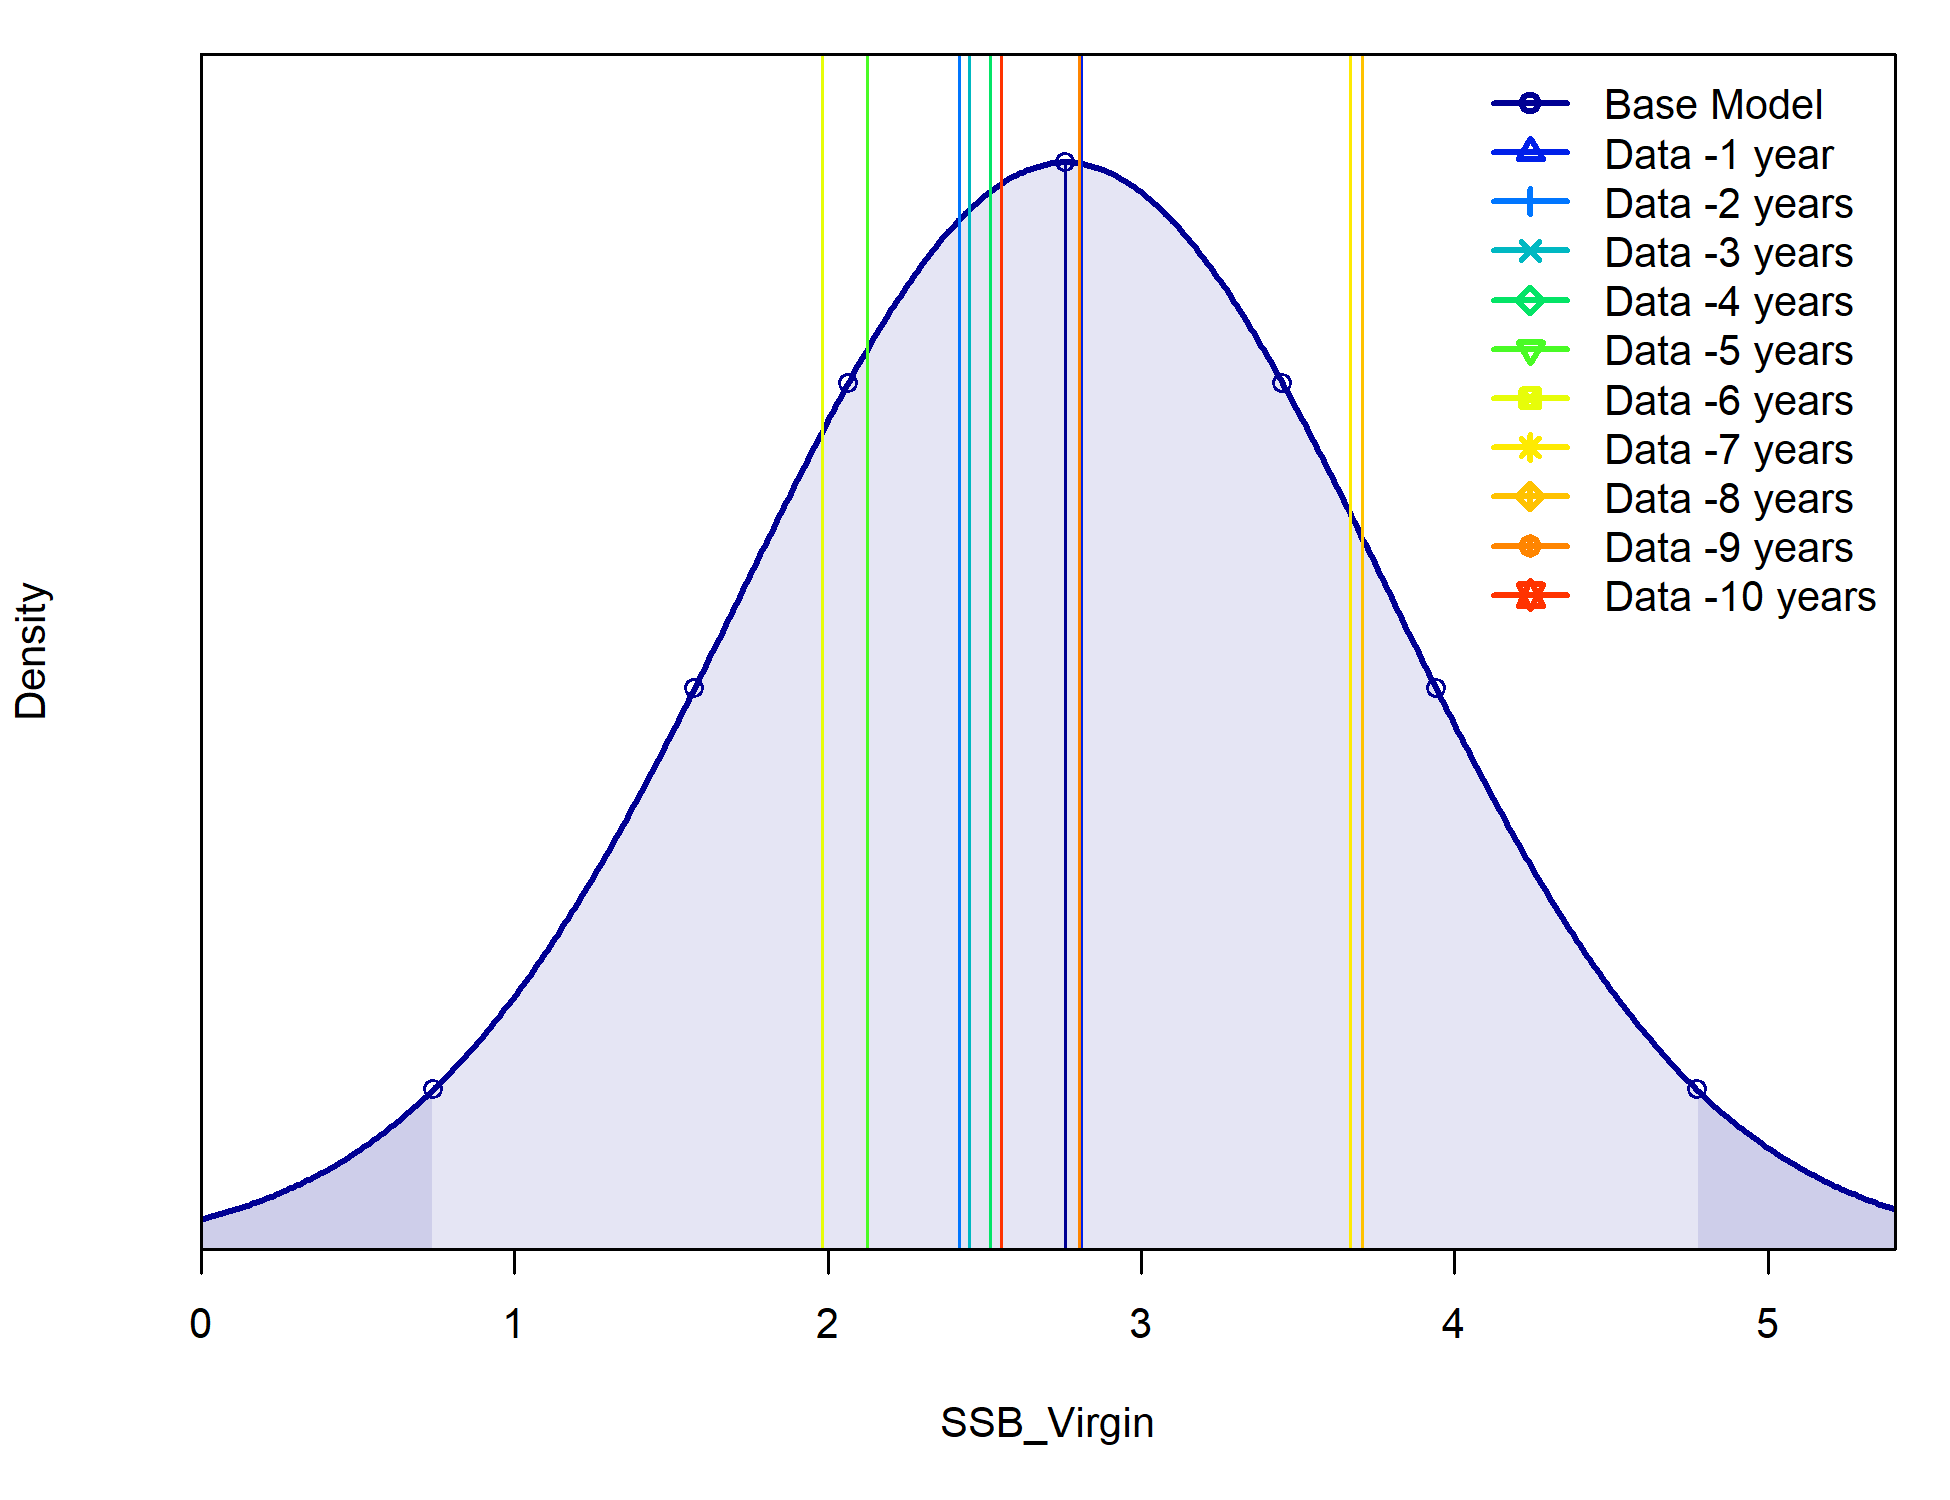 Base Model
Data -1 year
Data -2 years
Data -3 years
Data -4 years
Data -5 years
Data -6 years
Data -7 years
Data -8 years
Data -9 years
Data -10 years
Density
0 1 2 3 4 5
SSB_Virgin